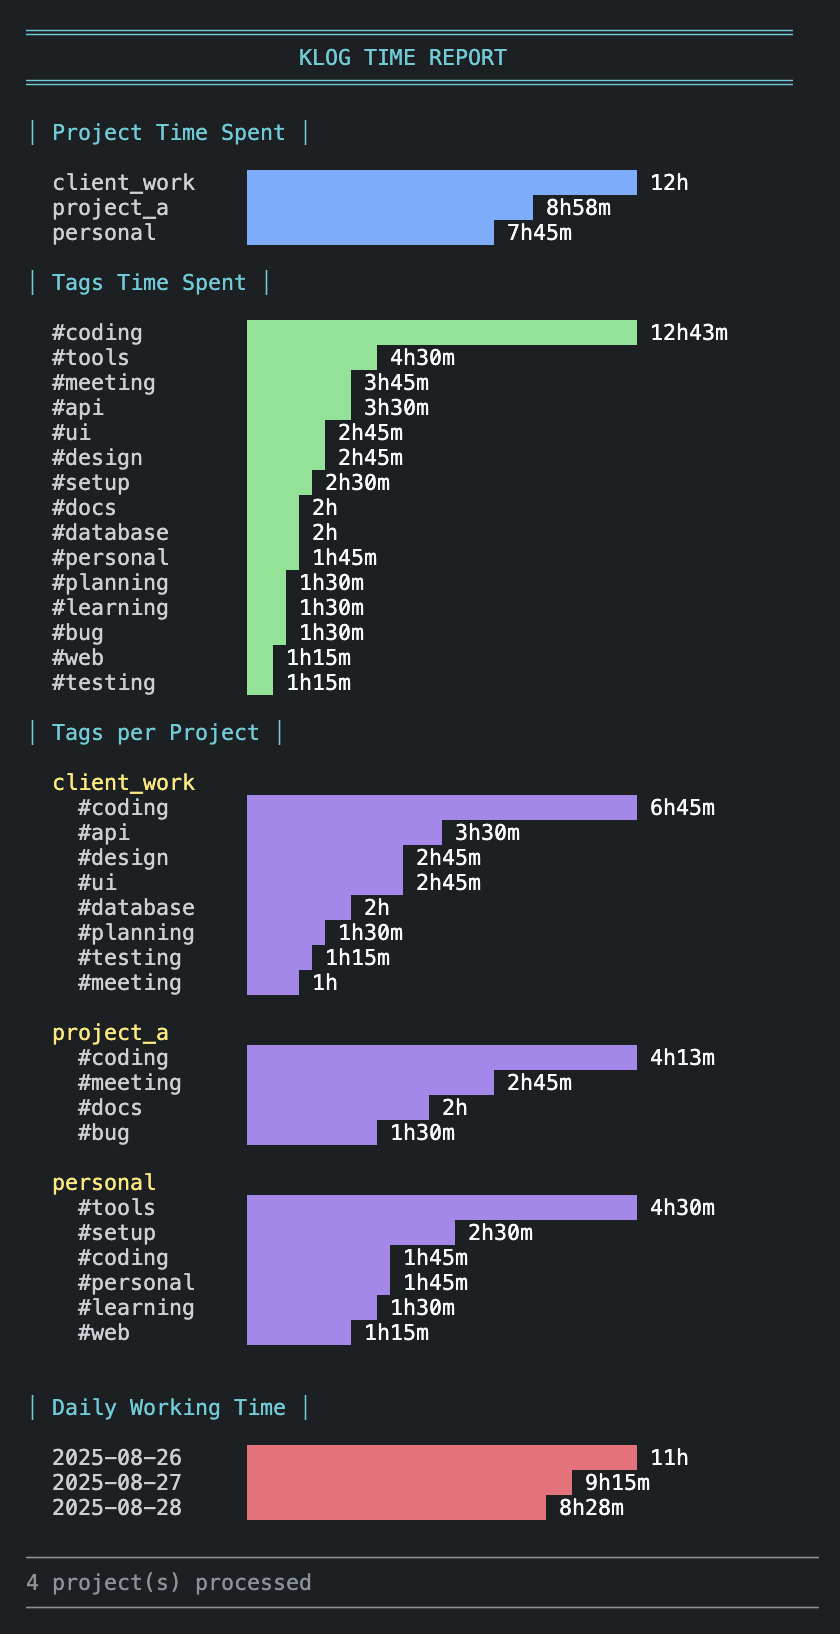 KLOG TIME REPORT
│ Project Time Spent │
client_work 12h
project_a 8h58m
personal 7h45m
│ Tags Time Spent │
#coding 12h43m
#tools 4h30m
#meeting 3h45m
#api 3h30m
#ui 2h45m
#design 2h45m
#setup 2h30m
#docs 2h
#database 2h
#personal 1h45m
#planning 1h30m
#learning 1h30m
#bug 1h30m
#web 1h15m
#testing 1h15m
│ Tags per Project │
client_work
#coding 6h45m
#api 3h30m
#design 2h45m
#ui 2h45m
#database 2h
#planning 1h30m
#testing 1h15m
#meeting 1h
project_a
#coding 4h13m
#meeting 2h45m
#docs 2h
#bug 1h30m
personal
#tools 4h30m
#setup 2h30m
#coding 1h45m
#personal 1h45m
#learning 1h30m
#web 1h15m
│ Daily Working Time │
2025-08-26 11h
2025-08-27 9h15m
2025-08-28 8h28m
4 project(s) processed